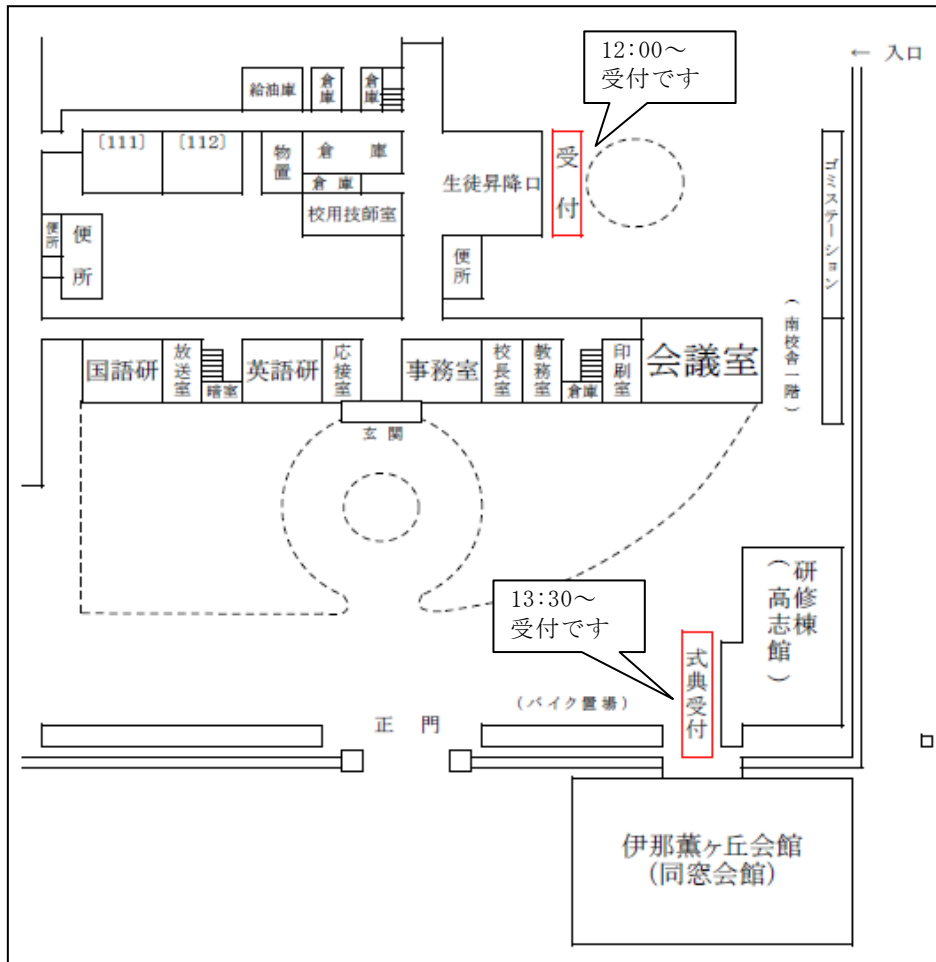 12:00～
受付です
← 入口
給油庫
倉庫
倉庫
〔111〕
〔112〕
物置
倉 庫
倉 庫
校用技師室
生徒昇降口
受付
ゴミステーション
便所
便所
便所
(南校舎一階)
国語研
放送室
暗室
英語研
応接室
事務室
校長室
教務室
倉庫
印刷室
会議室
玄 関
13:30～
受付です
研修棟
(高志館)
式典受付
(バイク置場)
正 門
伊那薫ヶ丘会館
(同窓会館)